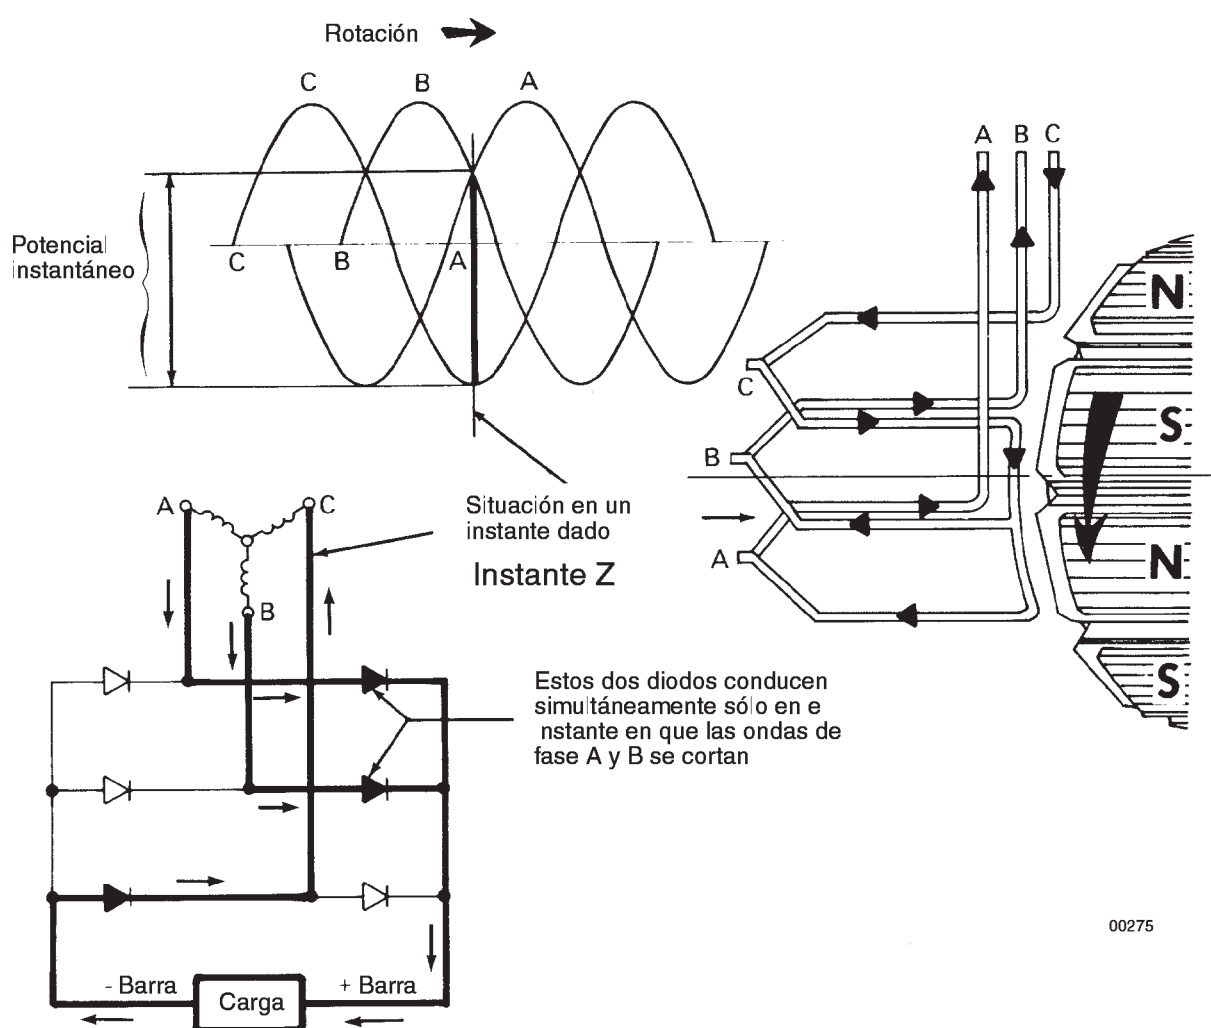 Rotación
C
B
A
A B C
Potencial
instantáneo
C
B
A
N
C
S
B
A
N
S
Situación en un
instante dado
Instante Z
A
C
B
Estos dos diodos conducen
simultáneamente sólo en e
nstante en que las ondas de
fase A y B se cortan
00275
- Barra
Carga
+ Barra